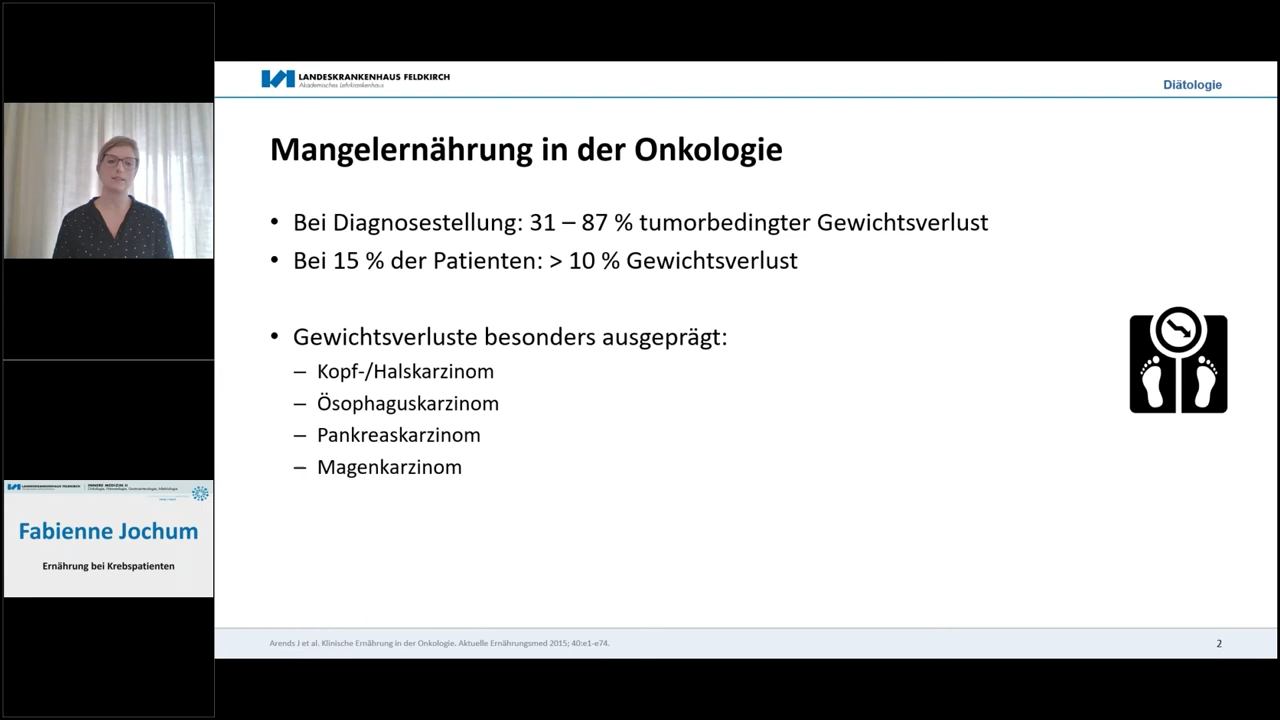 LANDESKRANKENHAUS FELDKIRCH
Akademisches Lehrkrankenhaus
Diätologie
Mangelernährung in der Onkologie
• Bei Diagnosestellung: 31 – 87 % tumorbedingter Gewichtsverlust
• Bei 15 % der Patienten: > 10 % Gewichtsverlust
• Gewichtsverluste besonders ausgeprägt:
– Kopf-/Halskarzinom
– Ösophaguskarzinom
– Pankreaskarzinom
– Magenkarzinom
Arends J et al. Klinische Ernährung in der Onkologie. Aktuelle Ernährungsmed 2015; 40:e1-e74.
2
LANDESKRANKENHAUS FELDKIRCH
INNERE MEDIZIN II
Fabienne Jochum
Ernährung bei Krebspatienten